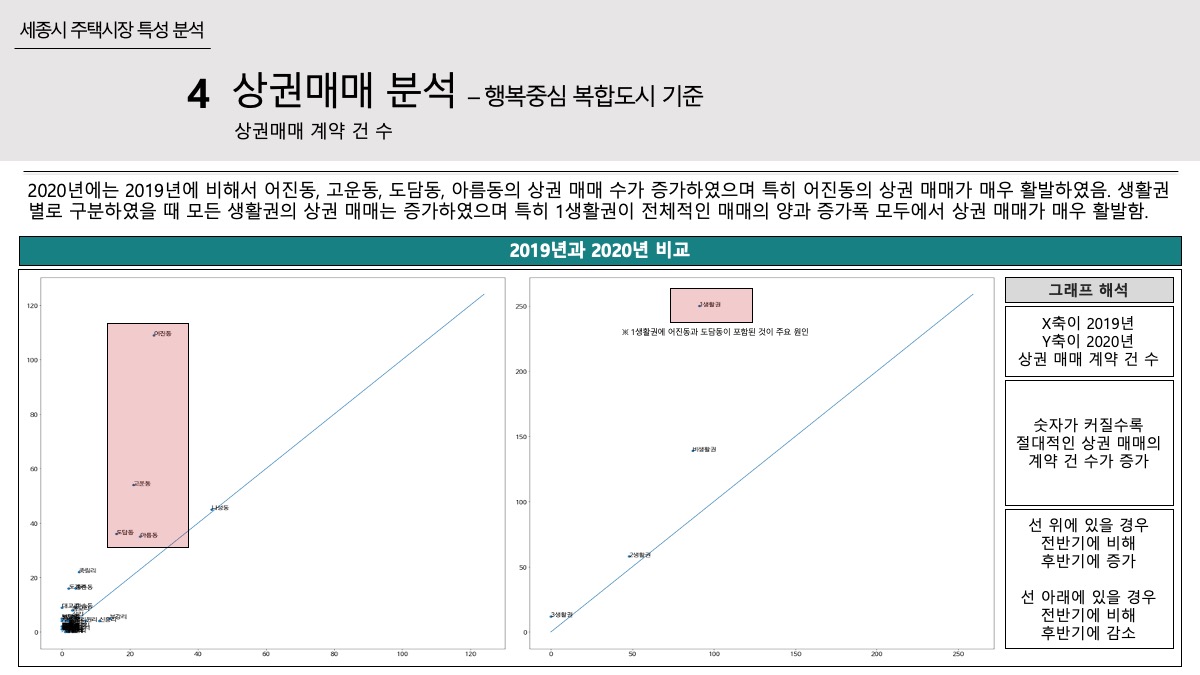 세종시 주택시장 특성 분석
4 상권매매 분석 – 행복중심 복합도시 기준
상권매매 계약 건 수
2020년에는 2019년에 비해서 어진동, 고운동, 도담동, 아름동의 상권 매매 수가 증가하였으며 특히 어진동의 상권 매매가 매우 활발하였음. 생활권
별로 구분하였을 때 모든 생활권의 상권 매매는 증가하였으며 특히 1생활권이 전체적인 매매의 양과 증가폭 모두에서 상권 매매가 매우 활발함.
2019년과 2020년 비교
120
100
80
60
40
20
0
0 20 40 60 80 100 120
어진동
고운동
도담동
아름동
나성동
250
200
150
100
50
0
0 50 100 150 200 250
1생활권
※ 1생활권에 어진동과 도담동이 포함된 것이 주요 원인
2생활권
3생활권
그래프 해석
X축이 2019년
Y축이 2020년
상권 매매 계약 건 수
숫자가 커질수록
절대적인 상권 매매의
계약 건 수가 증가
선 위에 있을 경우
전반기에 비해
후반기에 증가
선 아래에 있을 경우
전반기에 비해
후반기에 감소